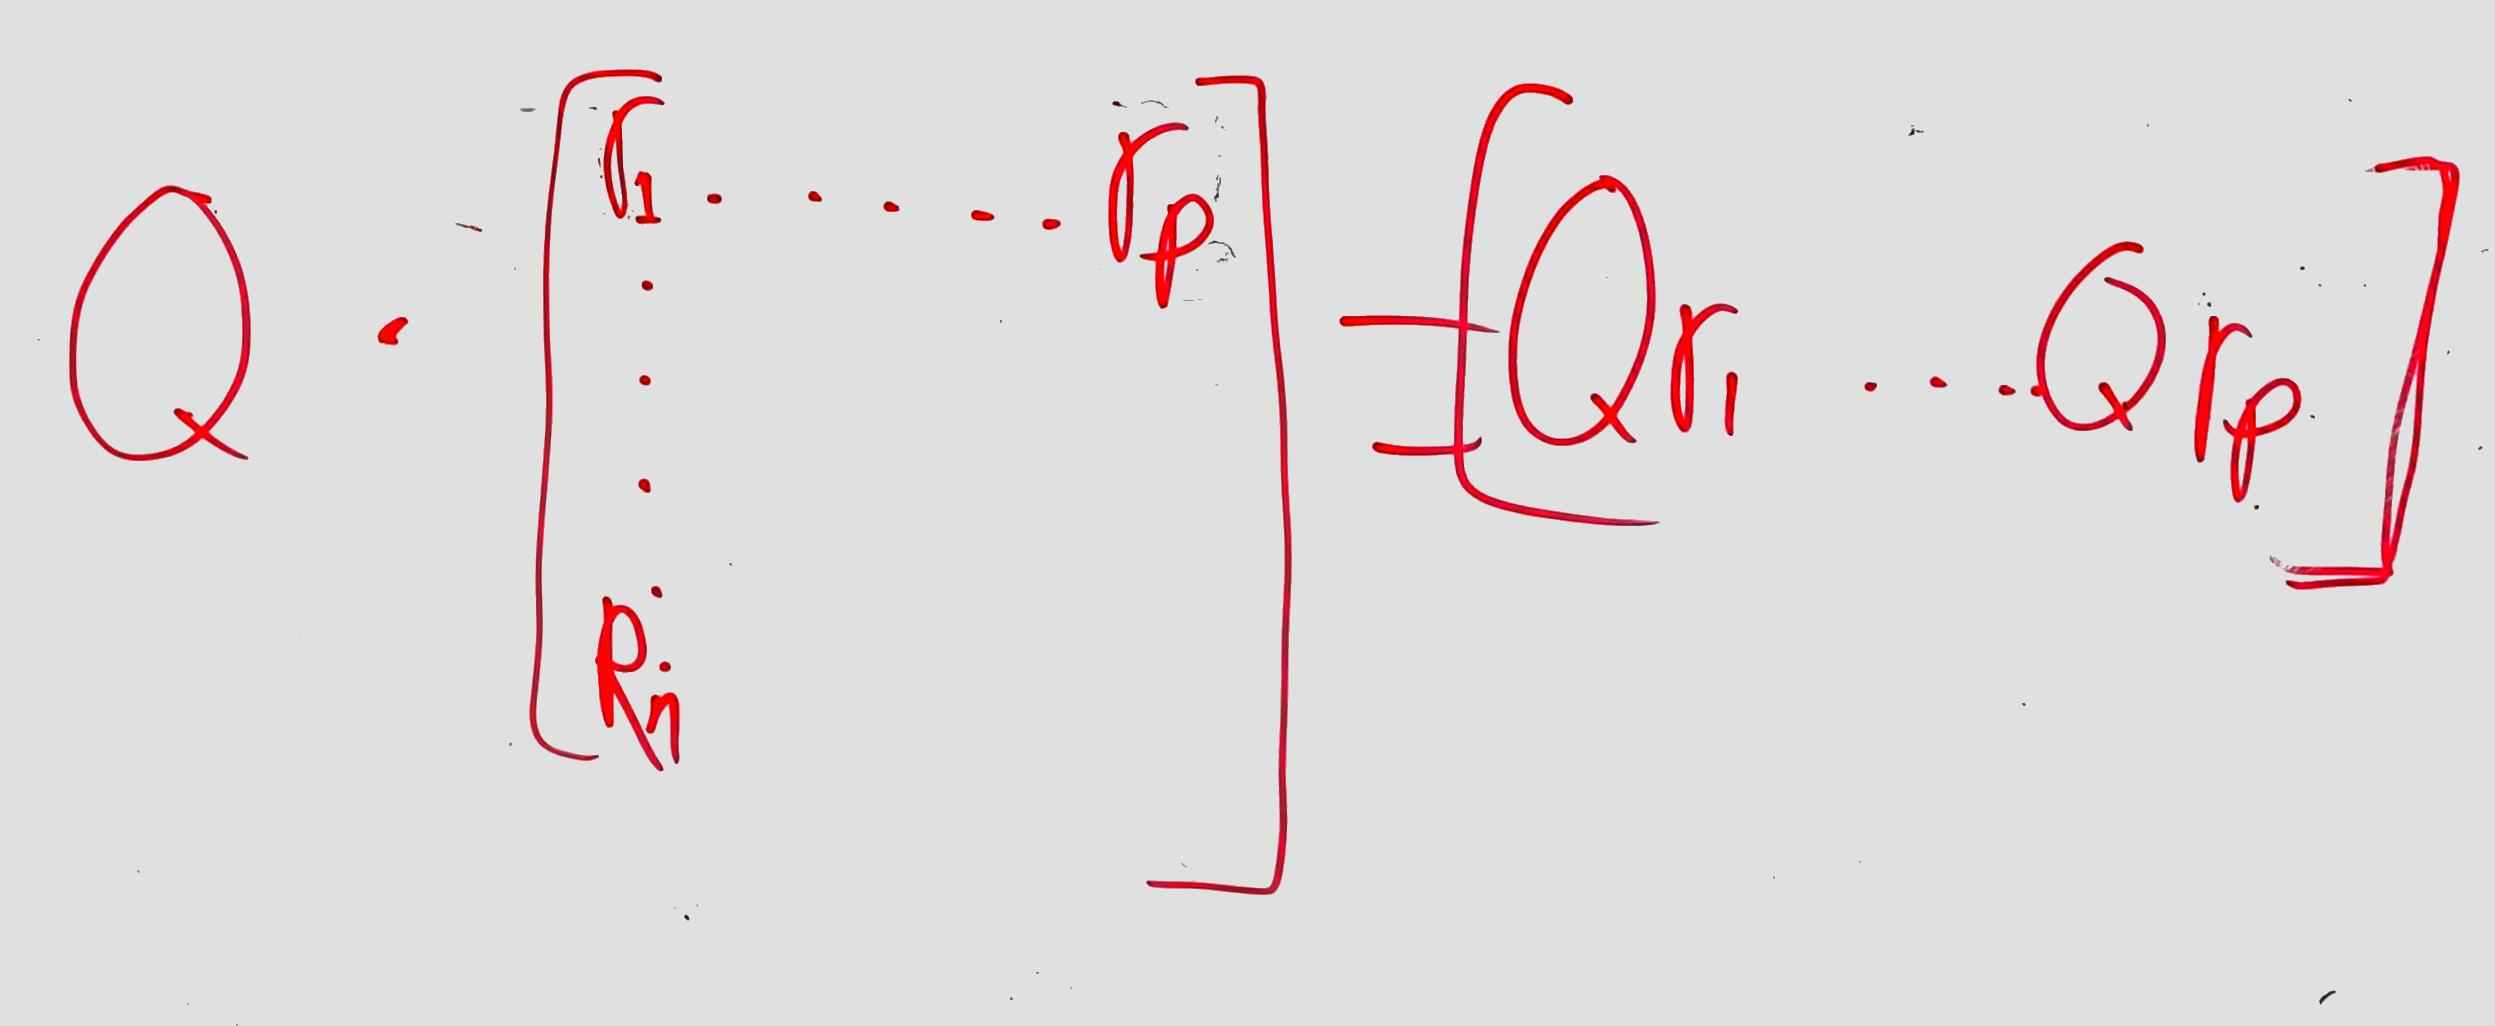 Q · [ r₁ . . . . . rₚ ] = [ Qr₁ . . . . Qrₚ ]
Rₙ